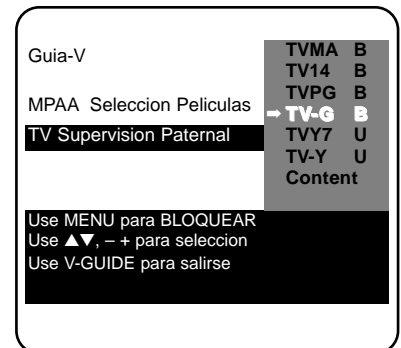 Guia-V
MPAA Seleccion Peliculas
TV Supervision Paternal
TVMA B
TV14 B
TVPG B
➡ TV-G B
TVY7 U
TV-Y U
Content
Use MENU para BLOQUEAR
Use ▲▼, – + para seleccion
Use V-GUIDE para salirse